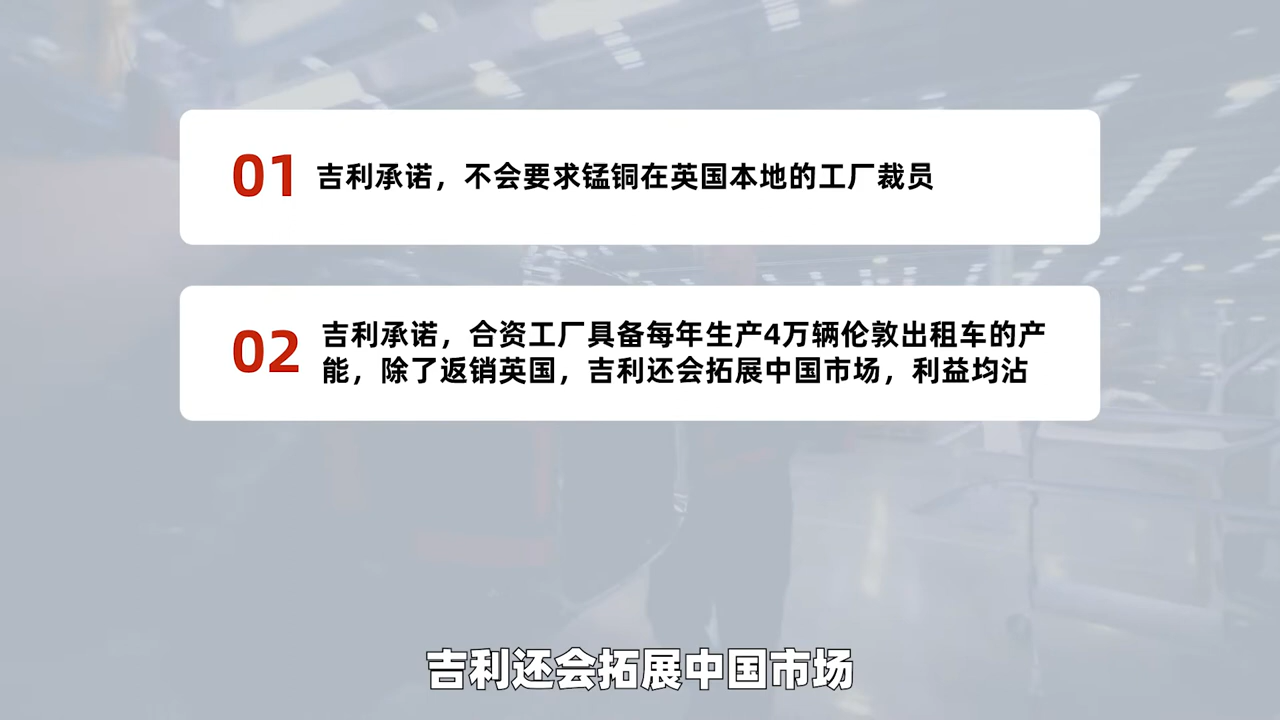 01
吉利承诺，不会要求锰铜在英国本地的工厂裁员
02
吉利承诺，合资工厂具备每年生产4万辆伦敦出租车的产
能，除了返销英国，吉利还会拓展中国市场，利益均沾
吉利还会拓展中国市场